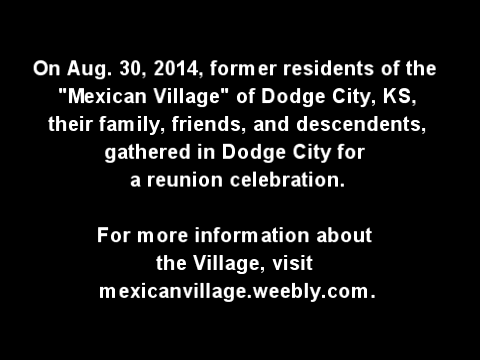 On Aug. 30, 2014, former residents of the
"Mexican Village" of Dodge City, KS,
their family, friends, and descendents,
gathered in Dodge City for
a reunion celebration.
For more information about
the Village, visit
mexicanvillage.weebly.com.